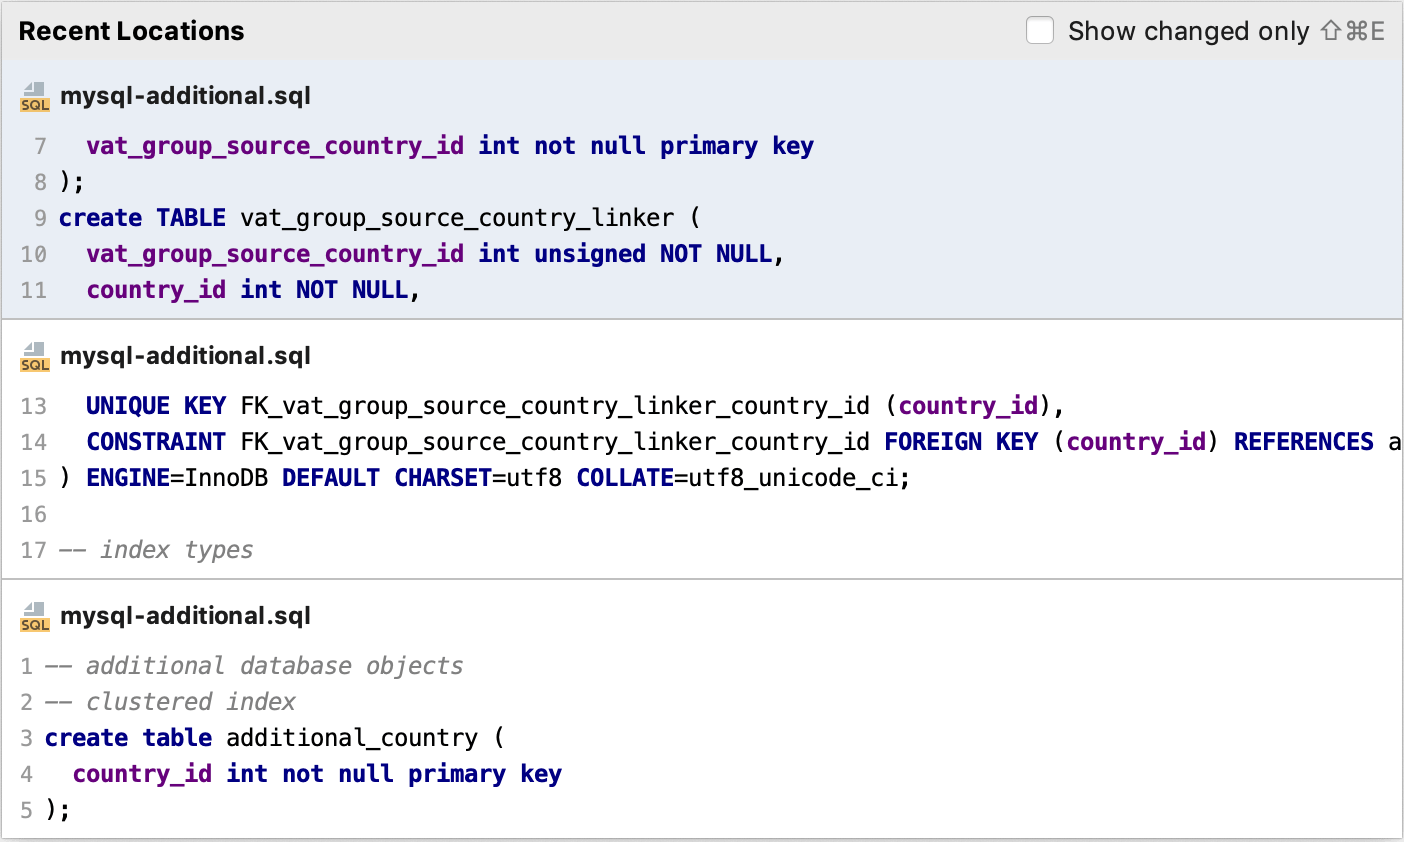 Recent Locations Show changed only ⇧⌘E
SQL mysql-additional.sql
7 vat_group_source_country_id int not null primary key
8 );
9 create TABLE vat_group_source_country_linker (
10 vat_group_source_country_id int unsigned NOT NULL,
11 country_id int NOT NULL,
SQL mysql-additional.sql
13 UNIQUE KEY FK_vat_group_source_country_linker_country_id (country_id),
14 CONSTRAINT FK_vat_group_source_country_linker_country_id FOREIGN KEY (country_id) REFERENCES a
15 ) ENGINE=InnoDB DEFAULT CHARSET=utf8 COLLATE=utf8_unicode_ci;
16
17 -- index types
SQL mysql-additional.sql
1 -- additional database objects
2 -- clustered index
3 create table additional_country (
4 country_id int not null primary key
5 );